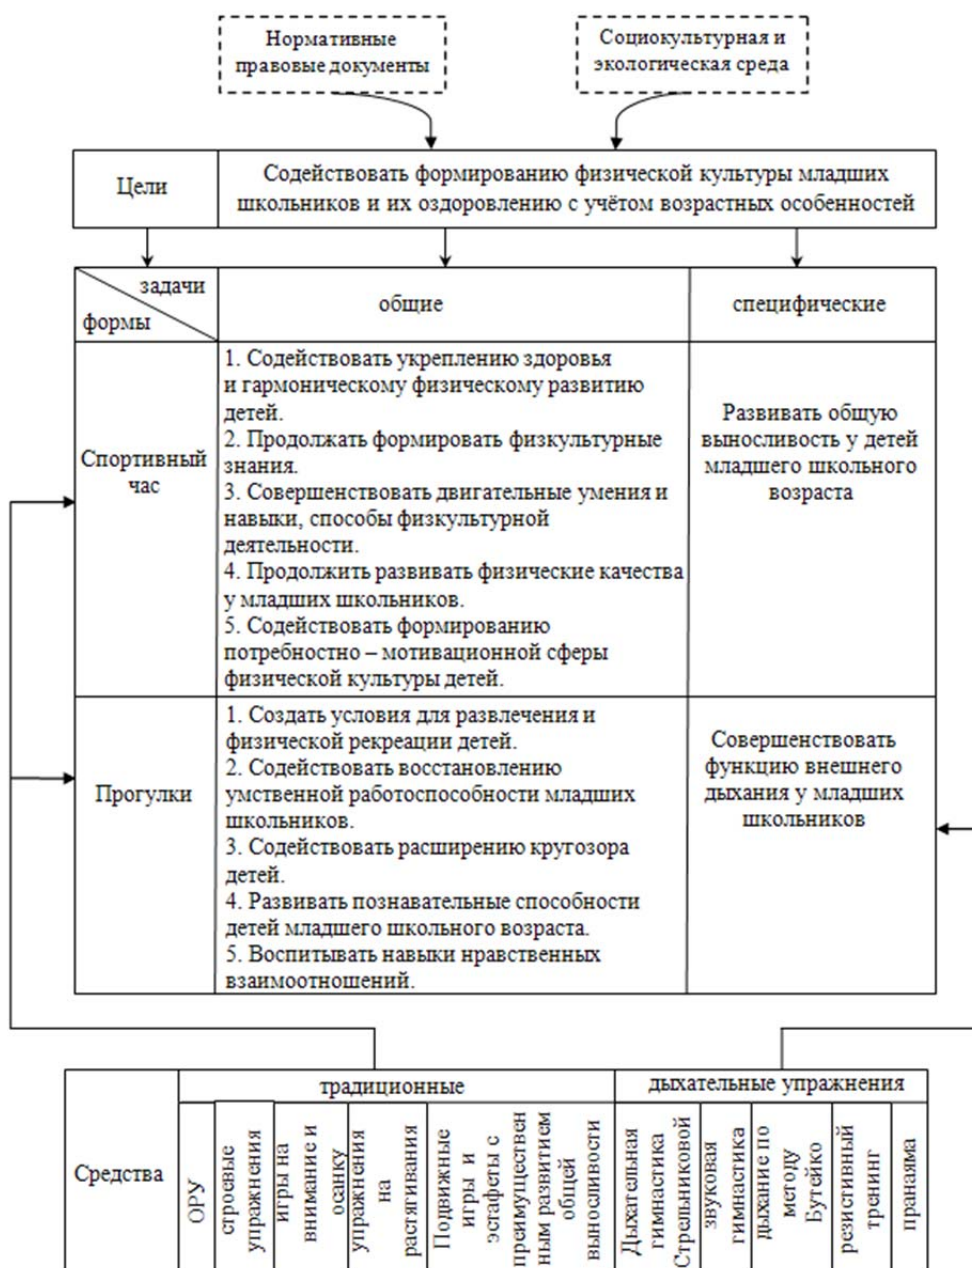 Нормативные
правовые документы
Социокультурная и
экологическая среда
Цели
Содействовать формированию физической культуры младших
школьников и их оздоровлению с учётом возрастных особенностей
задачи
формы
общие
специфические
Спортивный
час
1. Содействовать укреплению здоровья
и гармоническому физическому развитию
детей.
2. Продолжать формировать физкультурные
знания.
3. Совершенствовать двигательные умения и
навыки, способы физкультурной
деятельности.
4. Продолжить развивать физические качества
у младших школьников.
5. Содействовать формированию
потребностно – мотивационной сферы
физической культуры детей.
Развивать общую
выносливость у детей
младшего школьного
возраста
Прогулки
1. Создать условия для развлечения и
физической рекреации детей.
2. Содействовать восстановлению
умственной работоспособности младших
школьников.
3. Содействовать расширению кругозора
детей.
4. Развивать познавательные способности
детей младшего школьного возраста.
5. Воспитывать навыки нравственных
взаимоотношений.
Совершенствовать
функцию внешнего
дыхания у младших
школьников
Средства
традиционные
дыхательные упражнения
ОРУ
строевые
упражнения
игры на
внимание и
осанку
упражнения
на
растягивания
Подвижные
игры и
эстафеты с
преимуществен
ным развитием
общей
выносливости
Дыхательная
гимнастика
Стрельниковой
звуковая
гимнастика
дыхание по
методу
Бутейко
резистивный
тренинг
пранаяма